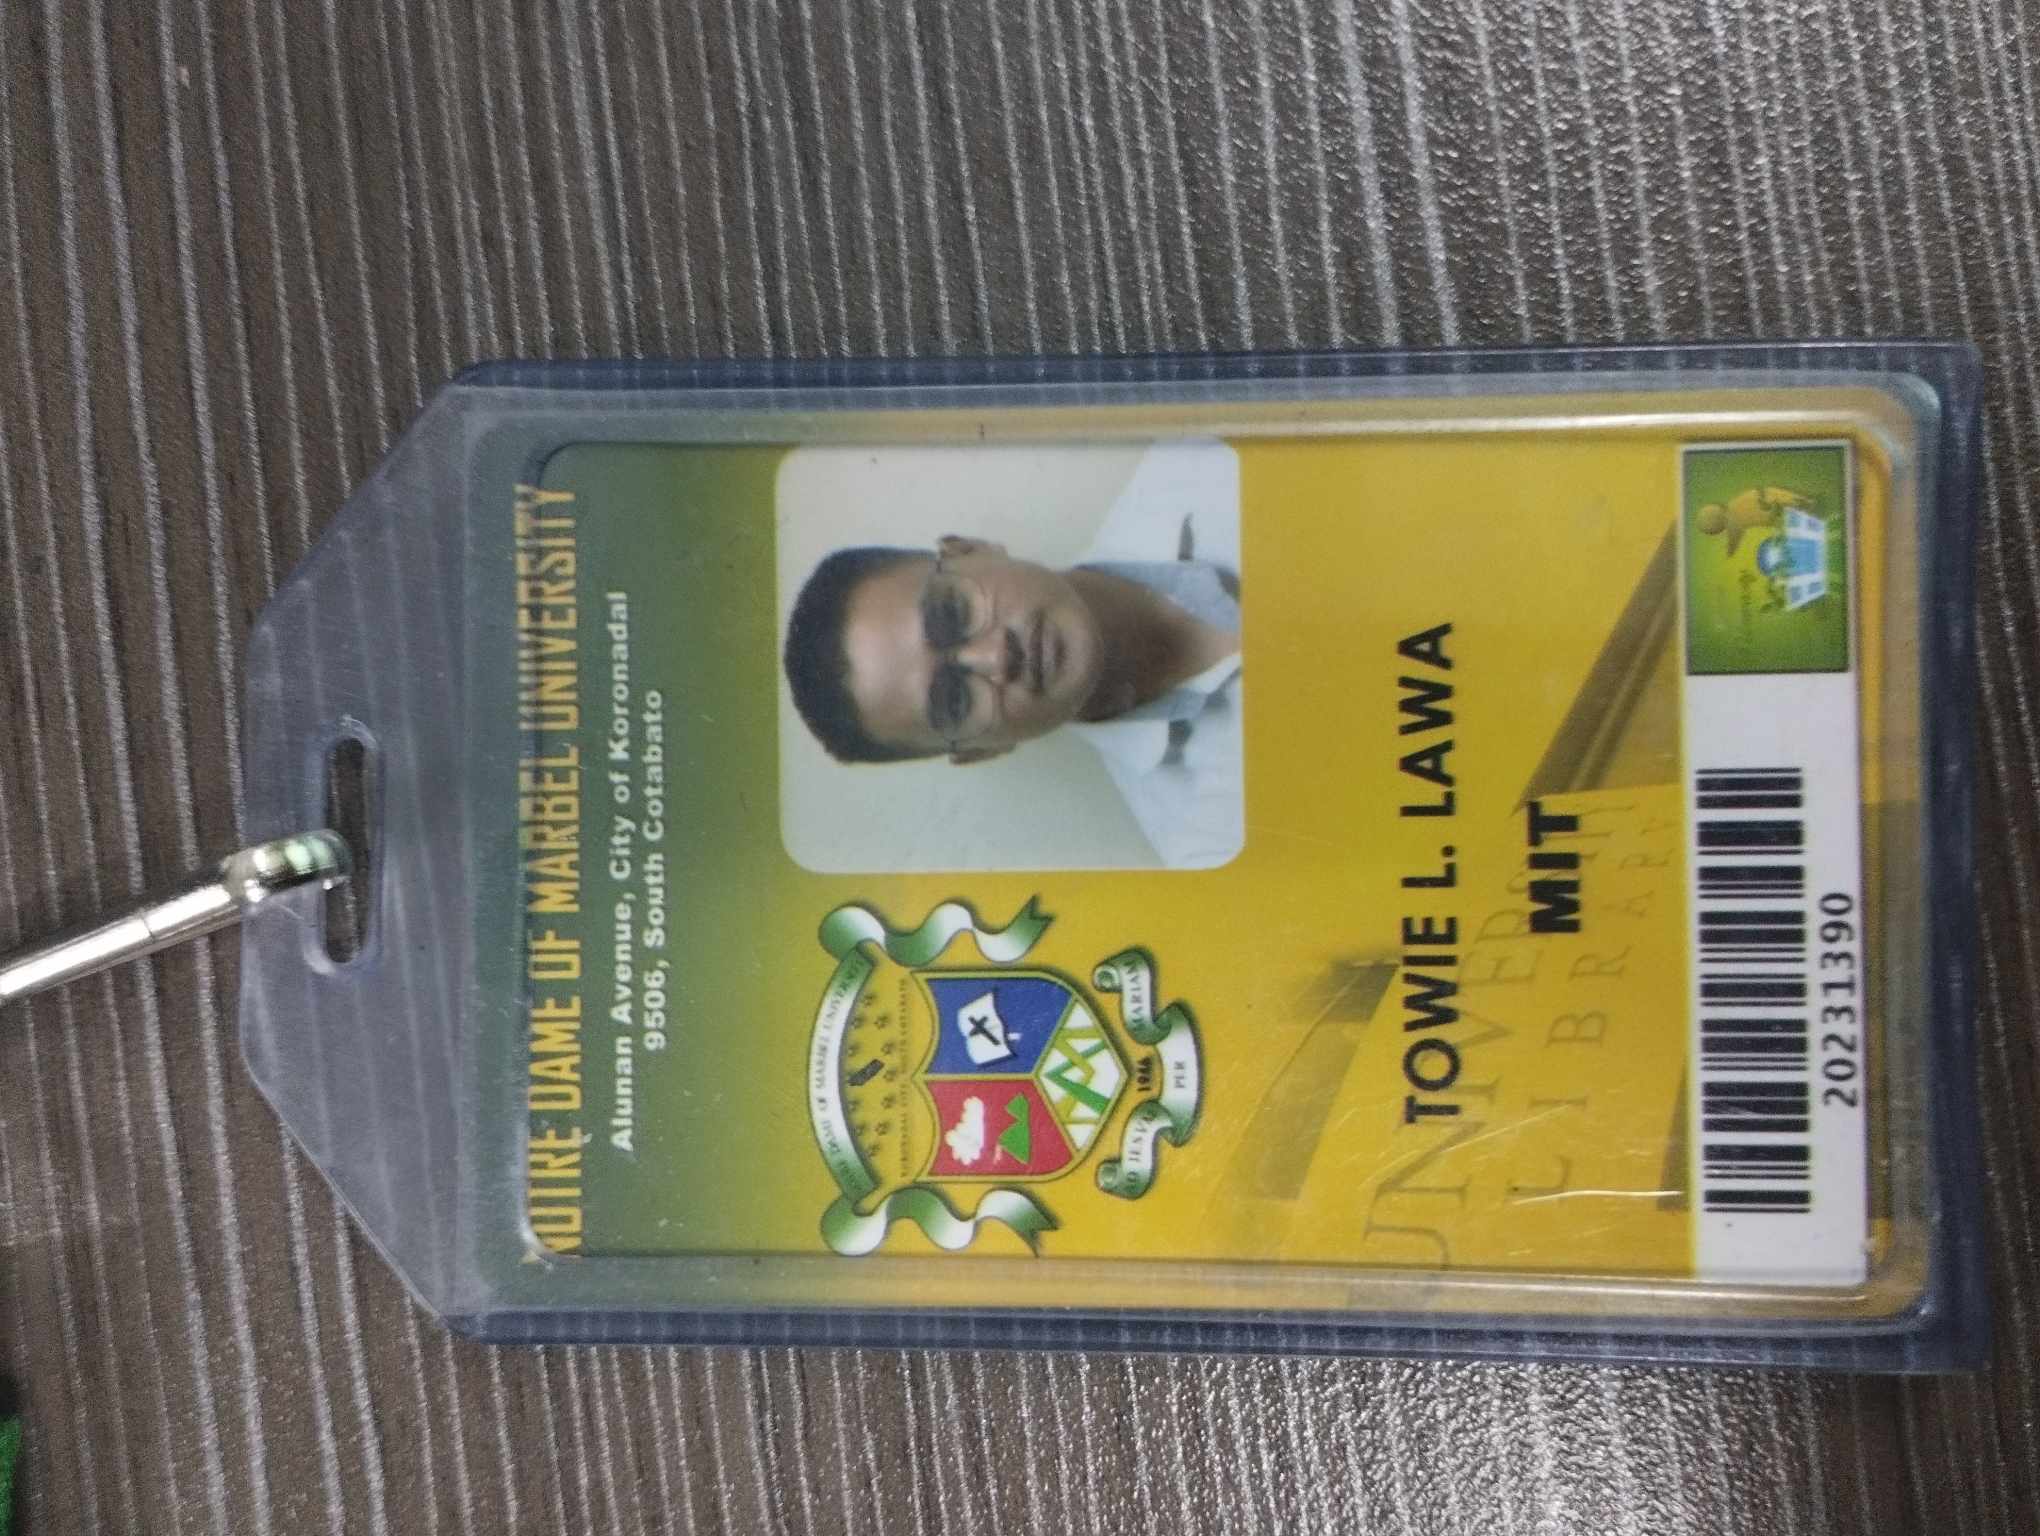 NOTRE DAME OF MARBEL UNIVERSITY
Alunan Avenue, City of Koronadal
9506, South Cotabato
NOTRE DAME OF MARBEL UNIVERSITY
KORONADAL CITY, SOUTH COTABATO
1946
AD IESVM PER MARIAM
TOWIE L. LAWA
MIT
UNIVERSITY
LIBRARY
20231390